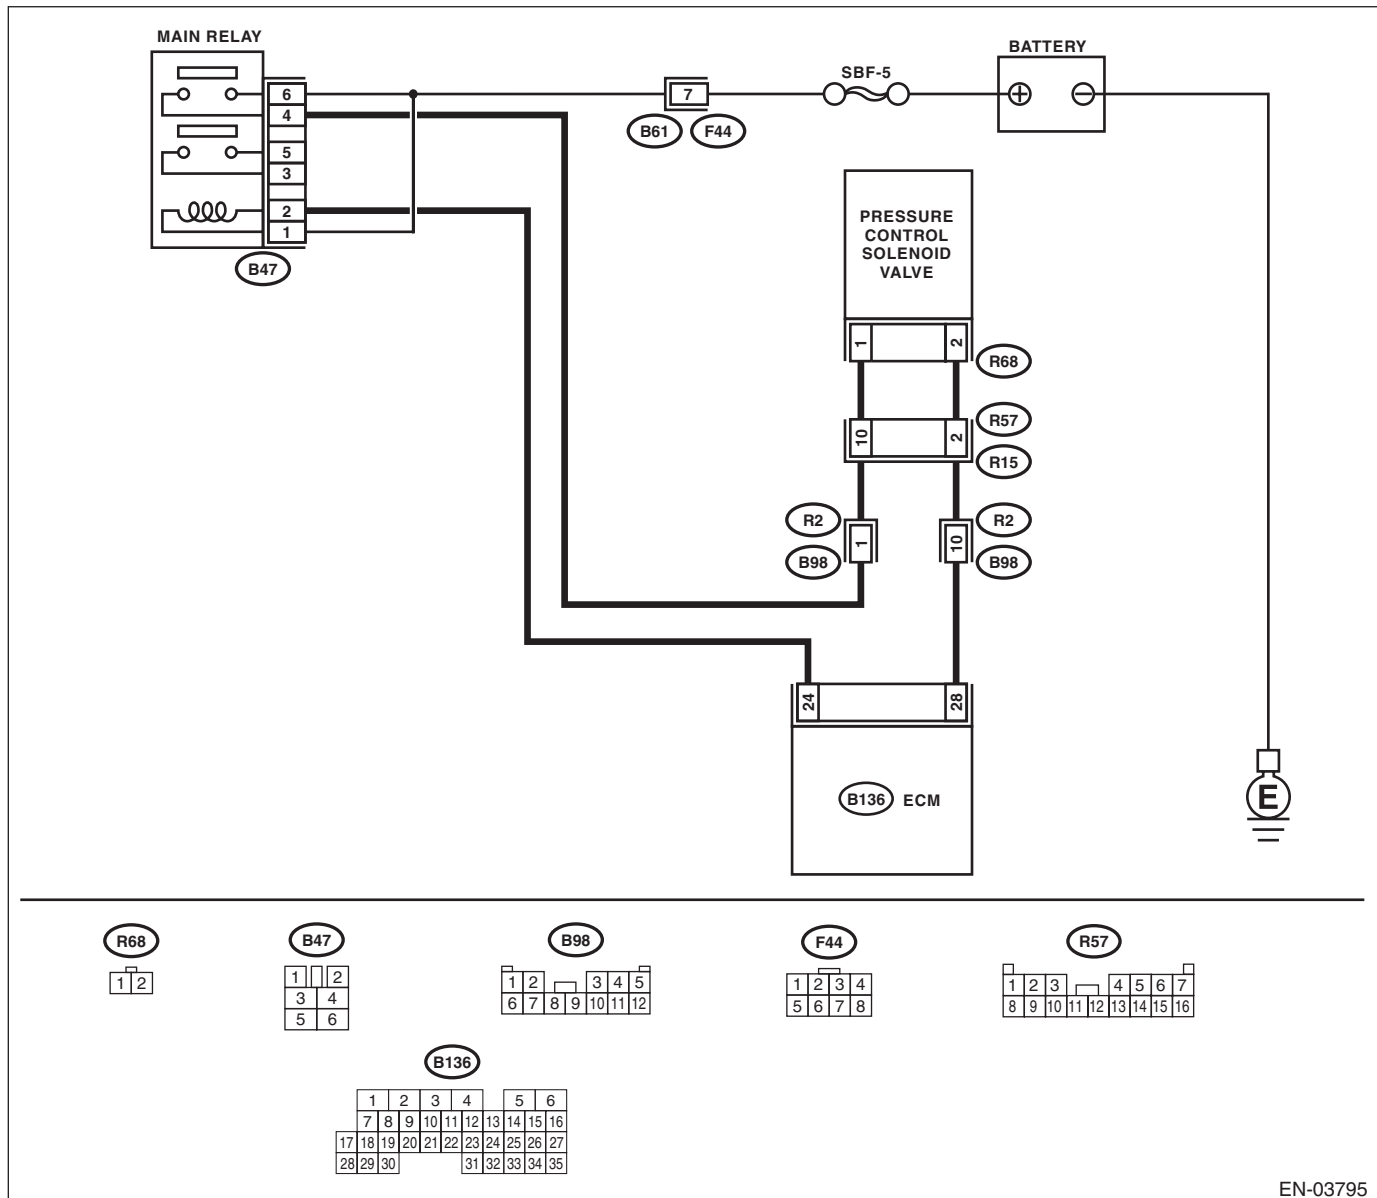 MAIN RELAY
BATTERY
SBF-5
6
4
5
3
2
1
B47
7
B61 F44
+ −
PRESSURE
CONTROL
SOLENOID
VALVE
1 2
R68
10 2
R57
R15
R2 1 10 R2
B98 B98
24 28
B136 ECM
E
R68
1 2
B47
1 2
3 4
5 6
B98
1 2 3 4 5
6 7 8 9 10 11 12
F44
1 2 3 4
5 6 7 8
R57
1 2 3 4 5 6 7
8 9 10 11 12 13 14 15 16
B136
1 2 3 4 5 6
7 8 9 10 11 12 13 14 15 16
17 18 19 20 21 22 23 24 25 26 27
28 29 30 31 32 33 34 35
EN-03795